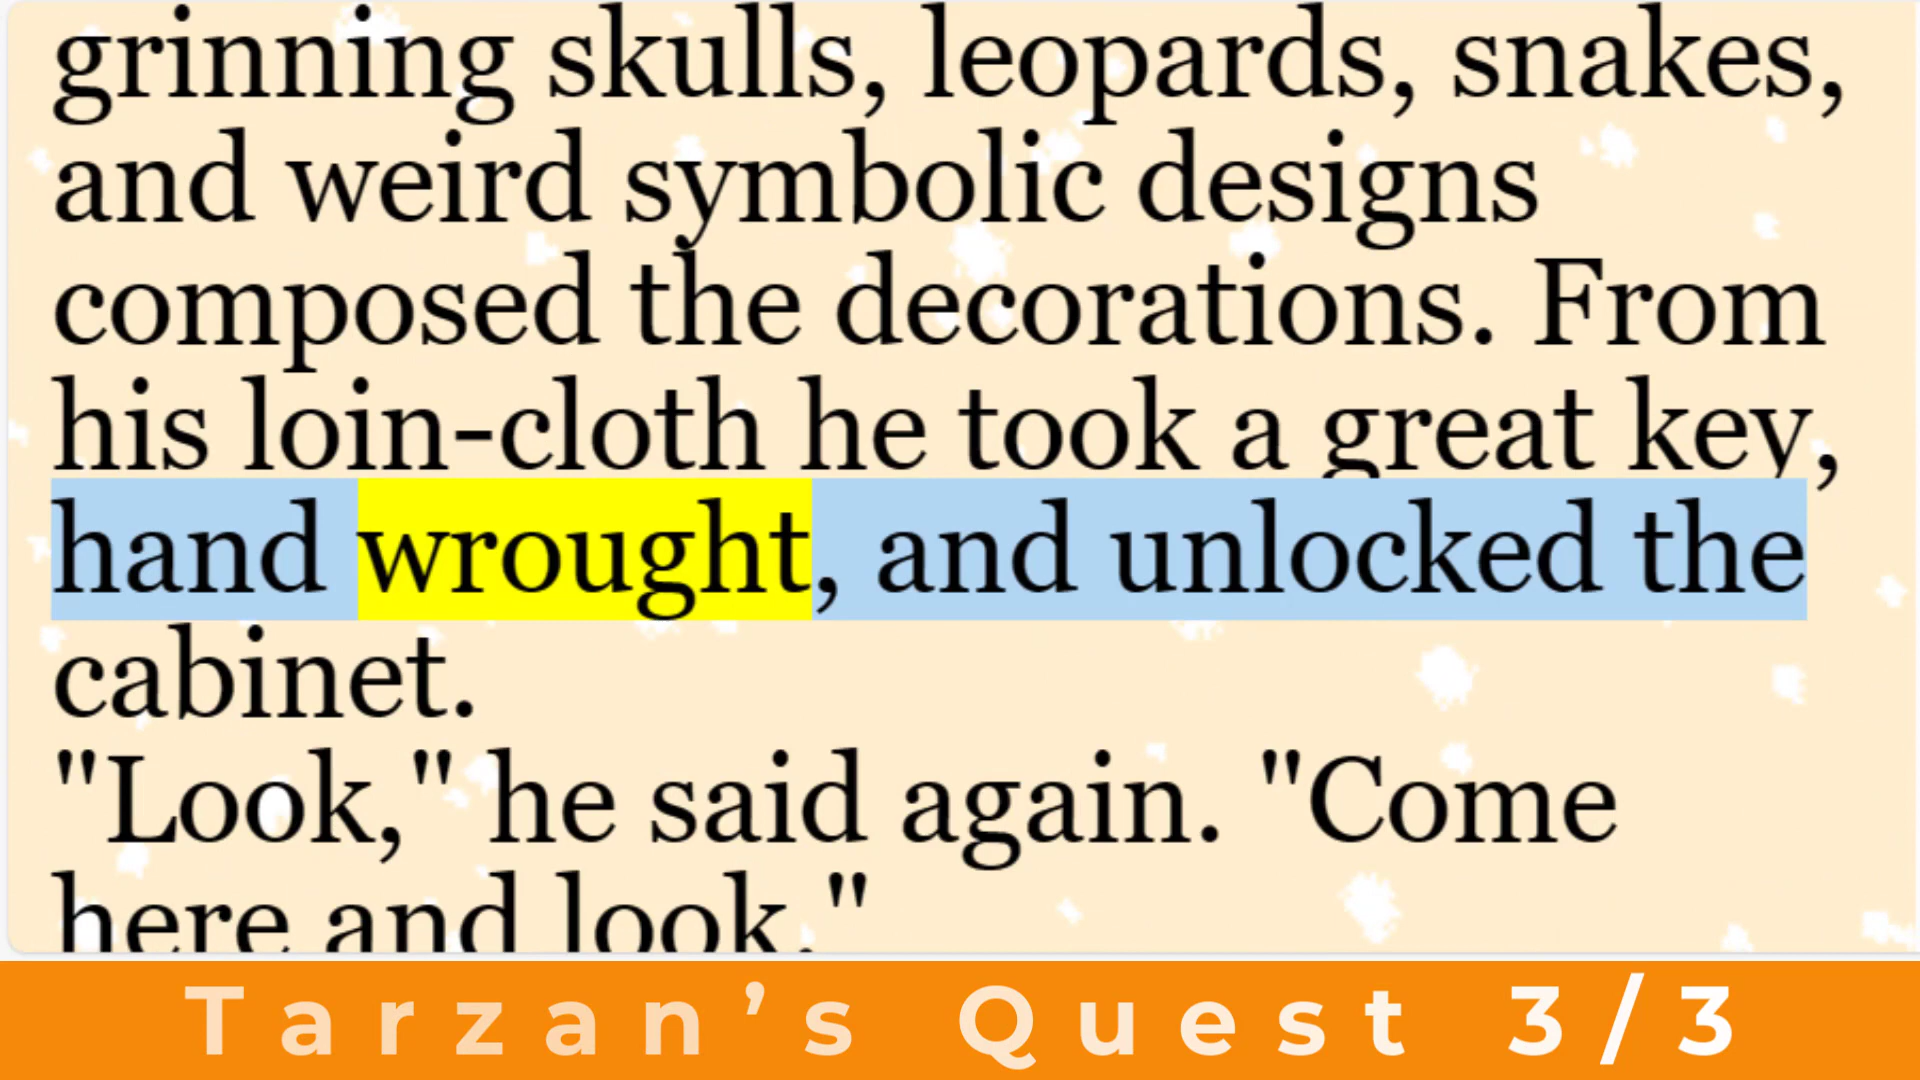 grinning skulls, leopards, snakes,
and weird symbolic designs
composed the decorations. From
his loin-cloth he took a great key,
hand wrought, and unlocked the
cabinet.
"Look," he said again. "Come
here and look."
Tarzan’s Quest 3/3